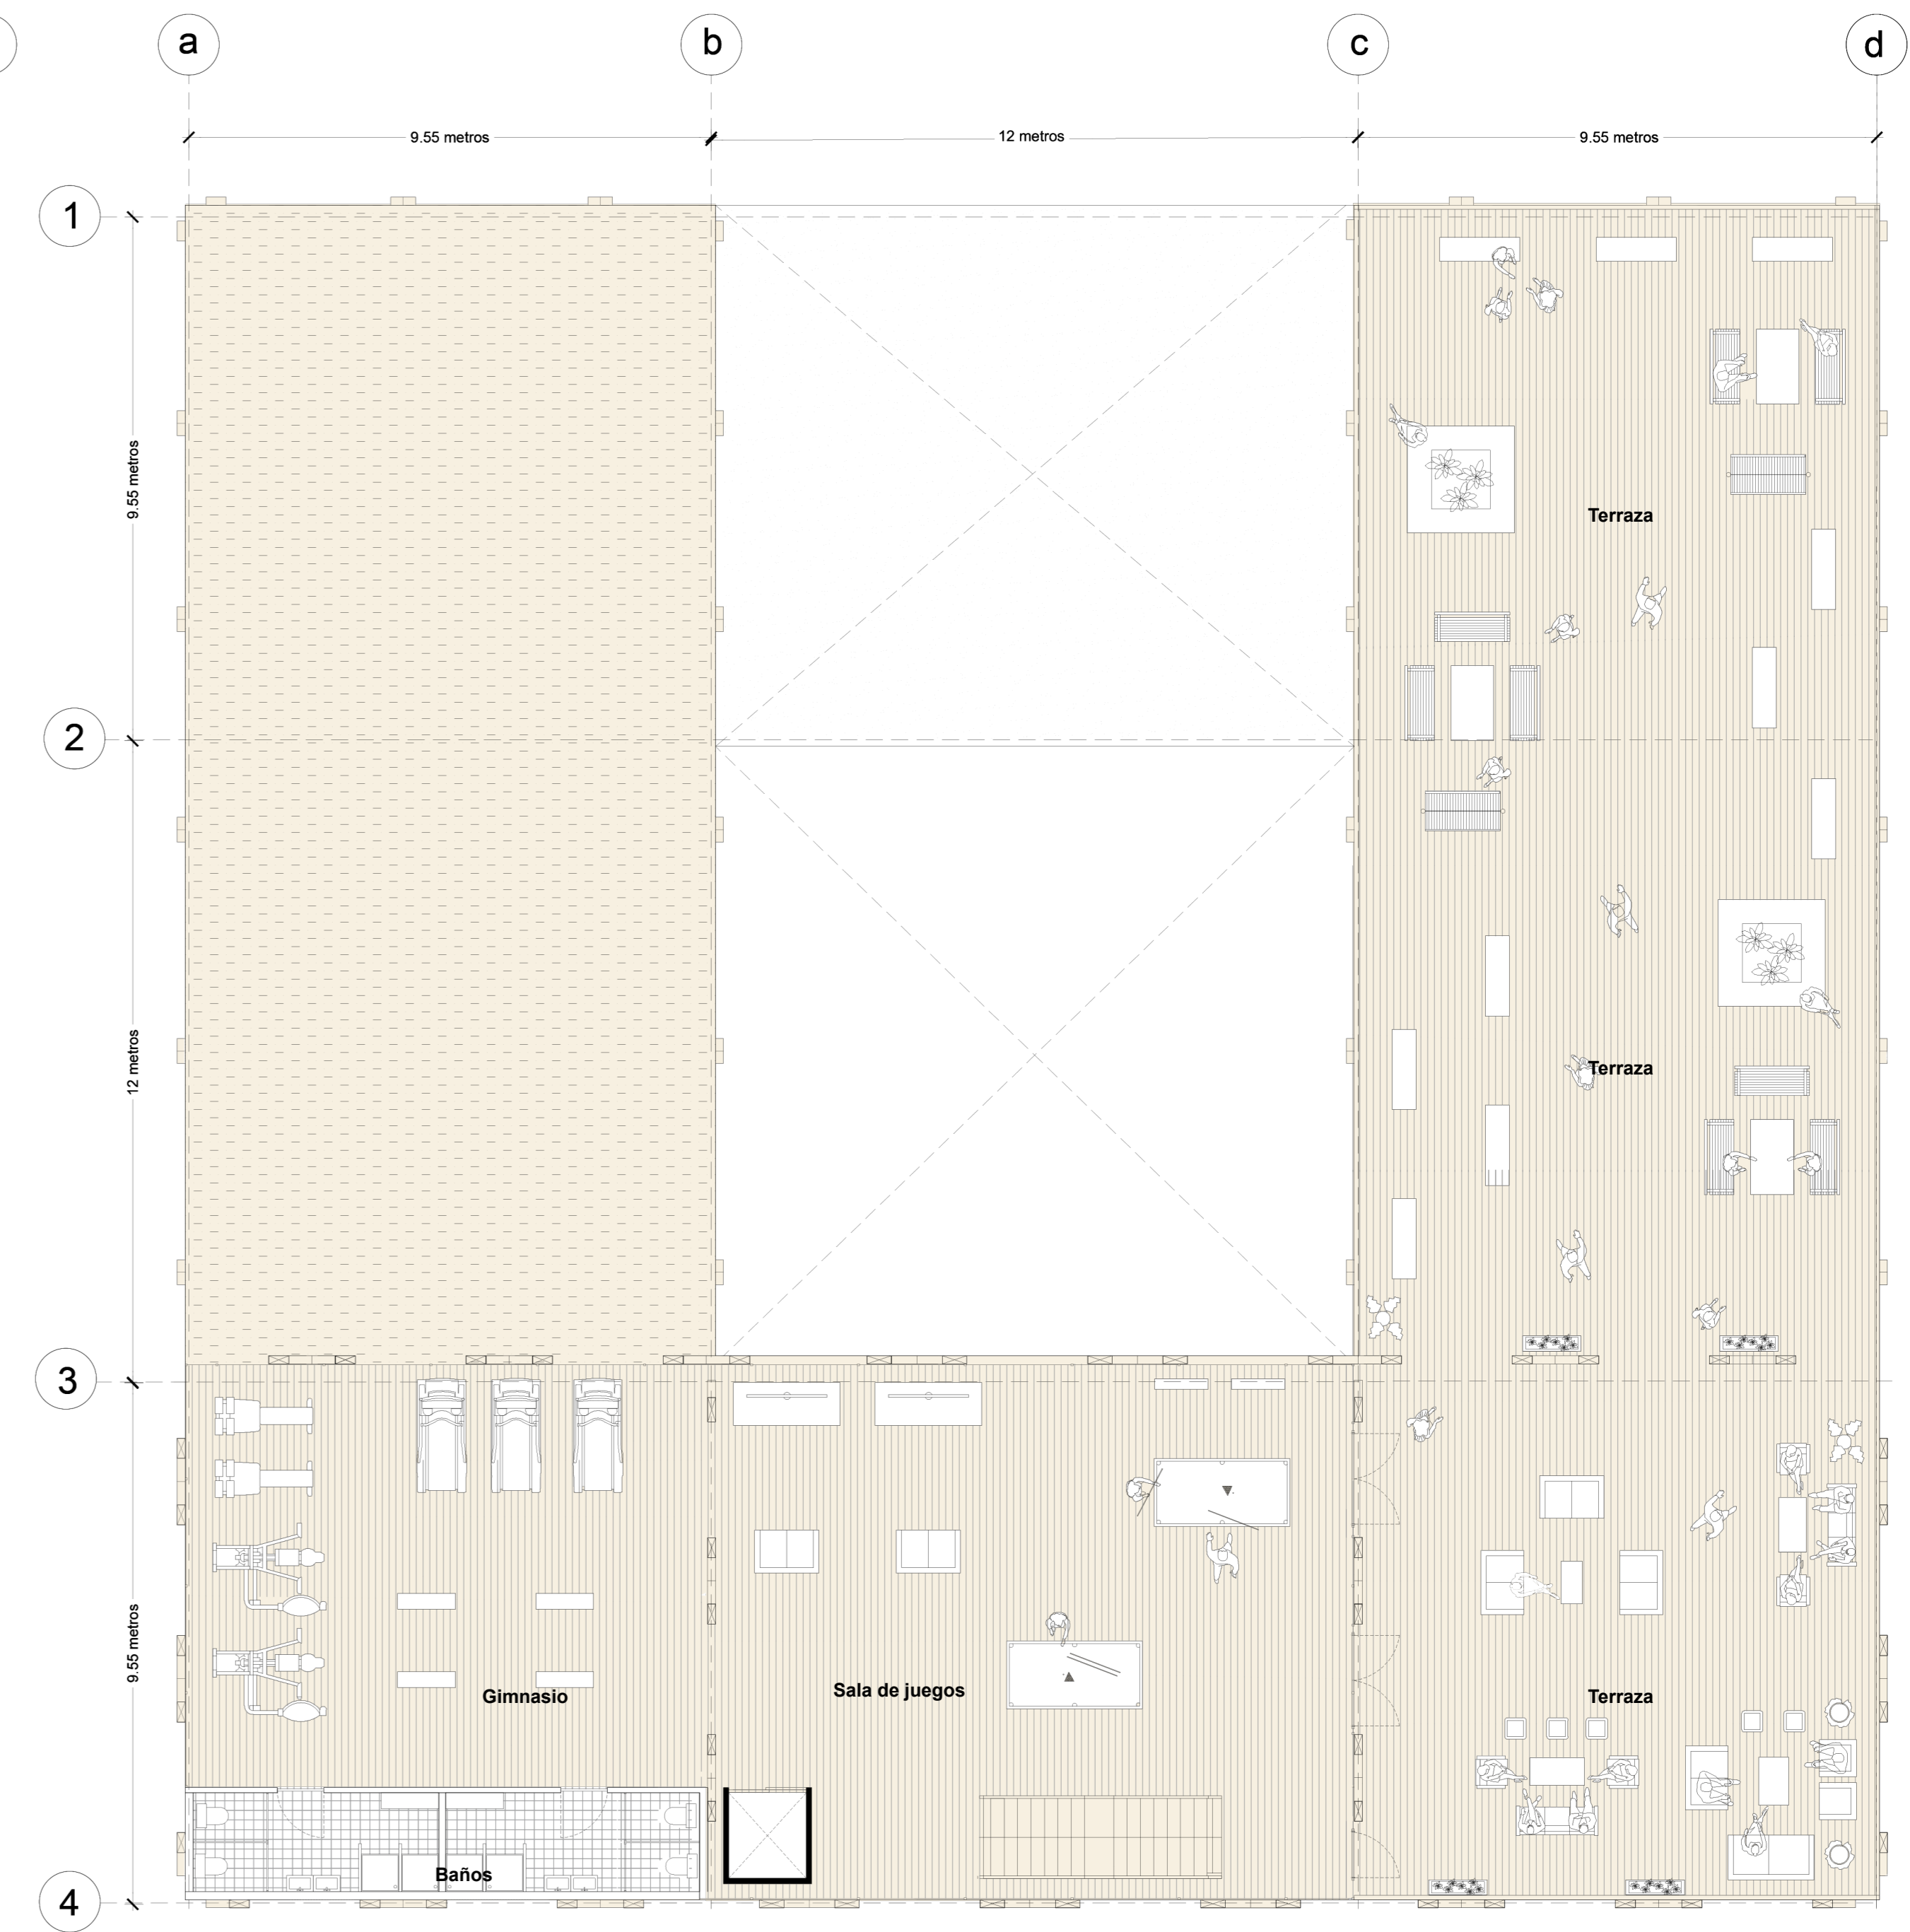 a
b
c
d
9.55 metros
12 metros
9.55 metros
1
9.55 metros
Terraza
2
12 metros
Terraza
3
9.55 metros
Gimnasio
Sala de juegos
Terraza
Baños
4